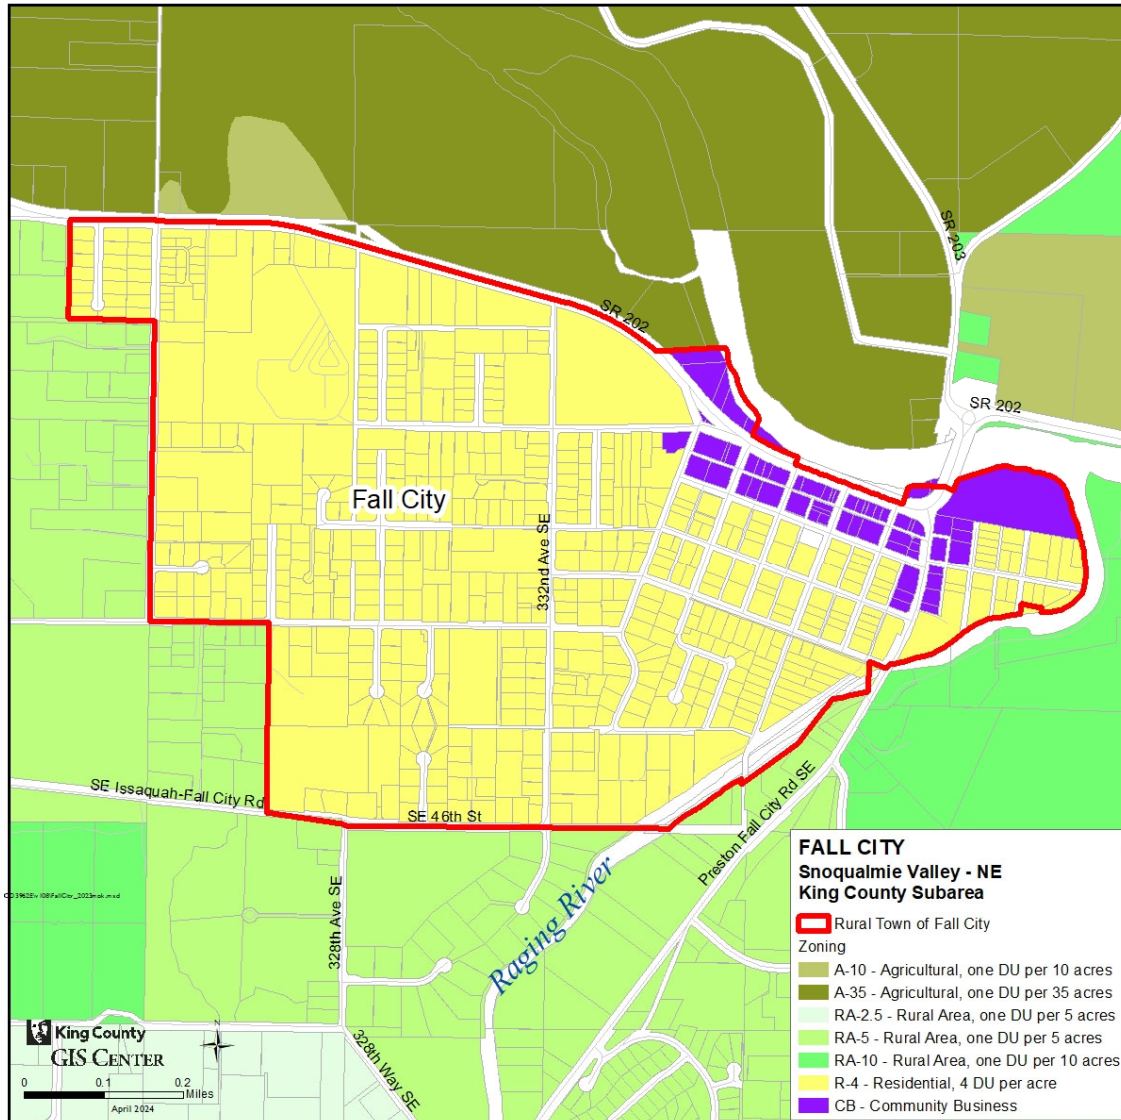 SR 203
SR 202
SR 202
Fall City
332nd Ave SE
SE Issaquah-Fall City Rd
SE 46th St
Preston Fall City Rd SE
328th Ave SE
Raging River
328th Way SE
FALL CITY
Snoqualmie Valley - NE
King County Subarea
Rural Town of Fall City
Zoning
A-10 - Agricultural, one DU per 10 acres
A-35 - Agricultural, one DU per 35 acres
RA-2.5 - Rural Area, one DU per 5 acres
RA-5 - Rural Area, one DU per 5 acres
RA-10 - Rural Area, one DU per 10 acres
R-4 - Residential, 4 DU per acre
CB - Community Business
King County
GIS CENTER
N
0 0.1 0.2
Miles
April 2024